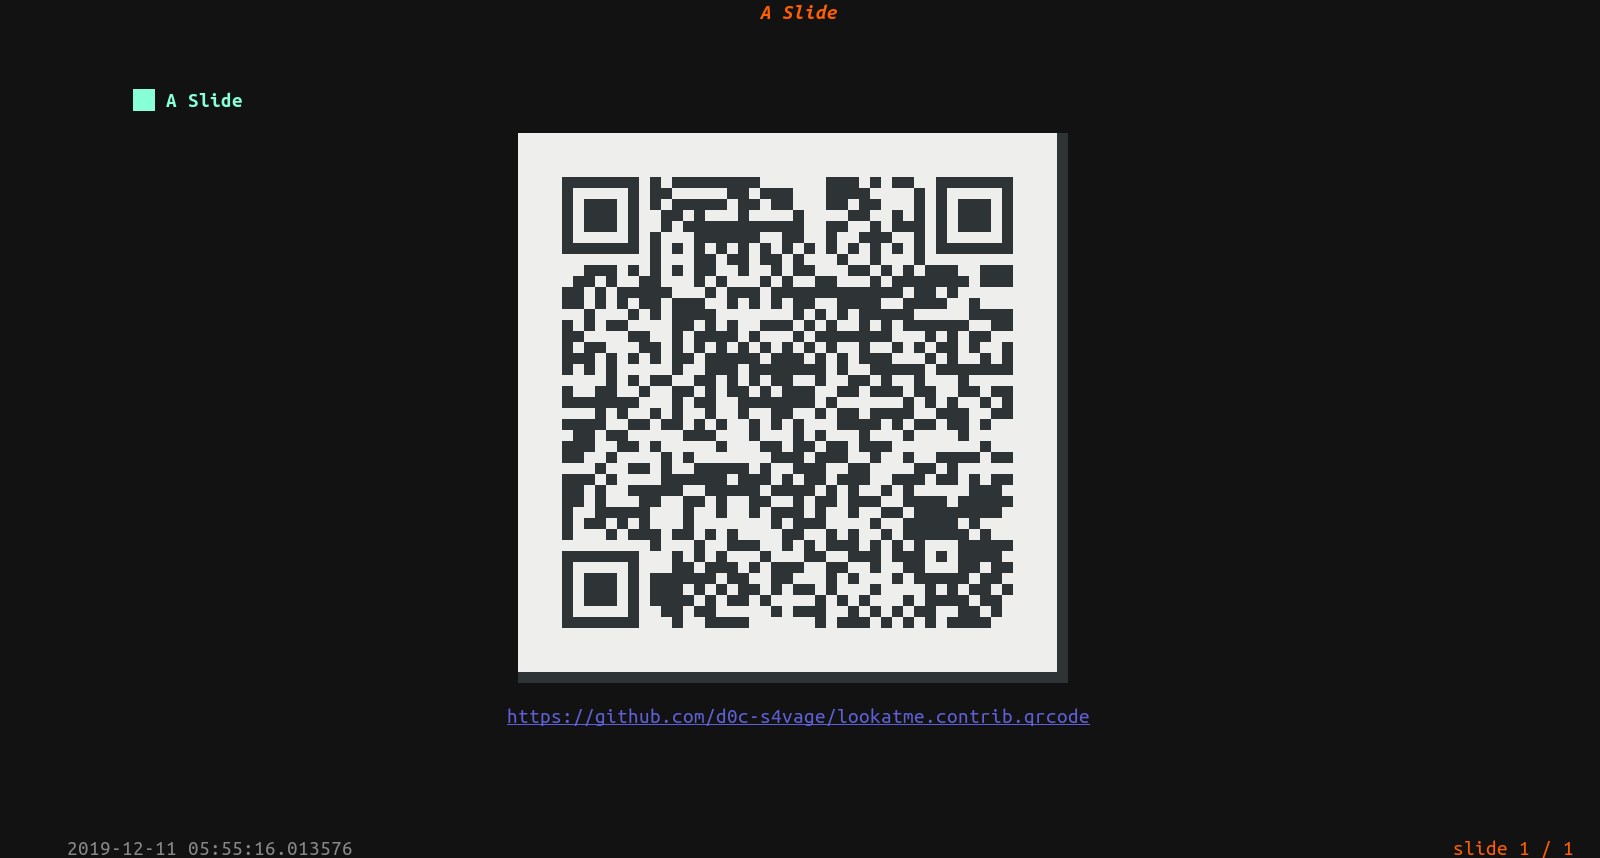 A Slide
A Slide
https://github.com/d0c-s4vage/lookatme.contrib.qrcode
2019-12-11 05:55:16.013576
slide 1 / 1